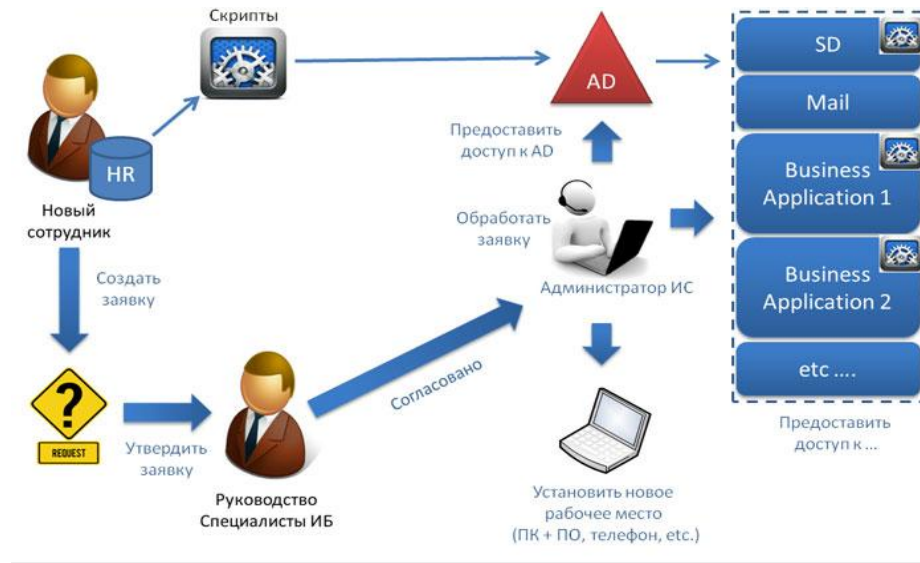 Скрипты
SD
AD
Mail
Предоставить
доступ к AD
HR
Business
Application 1
Новый
сотрудник
Обработать
заявку
Администратор ИС
Создать
заявку
Business
Application 2
Согласовано
etc ....
?
REQUEST
Утвердить
заявку
Предоставить
доступ к ...
Руководство
Специалисты ИБ
Установить новое
рабочее место
(ПК + ПО, телефон, etc.)